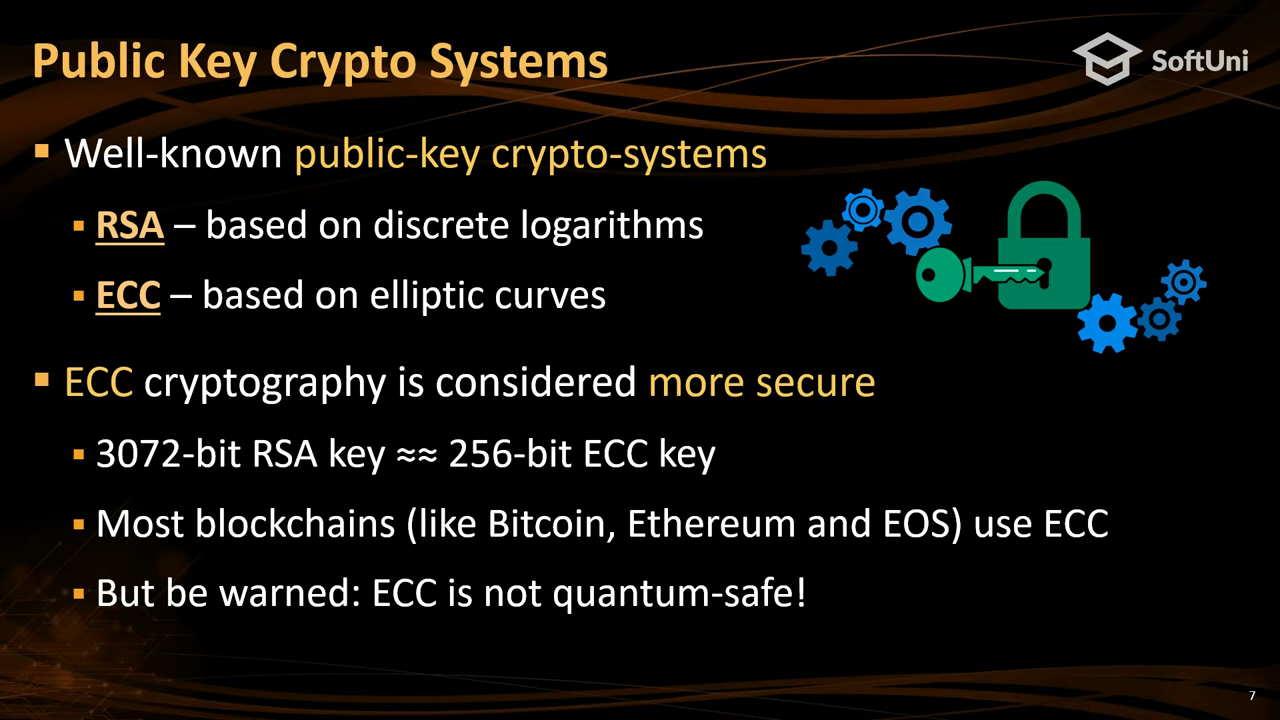 Public Key Crypto Systems
SoftUni
▪ Well-known public-key crypto-systems
▪ RSA – based on discrete logarithms
▪ ECC – based on elliptic curves
▪ ECC cryptography is considered more secure
▪ 3072-bit RSA key ≈≈ 256-bit ECC key
▪ Most blockchains (like Bitcoin, Ethereum and EOS) use ECC
▪ But be warned: ECC is not quantum-safe!
7